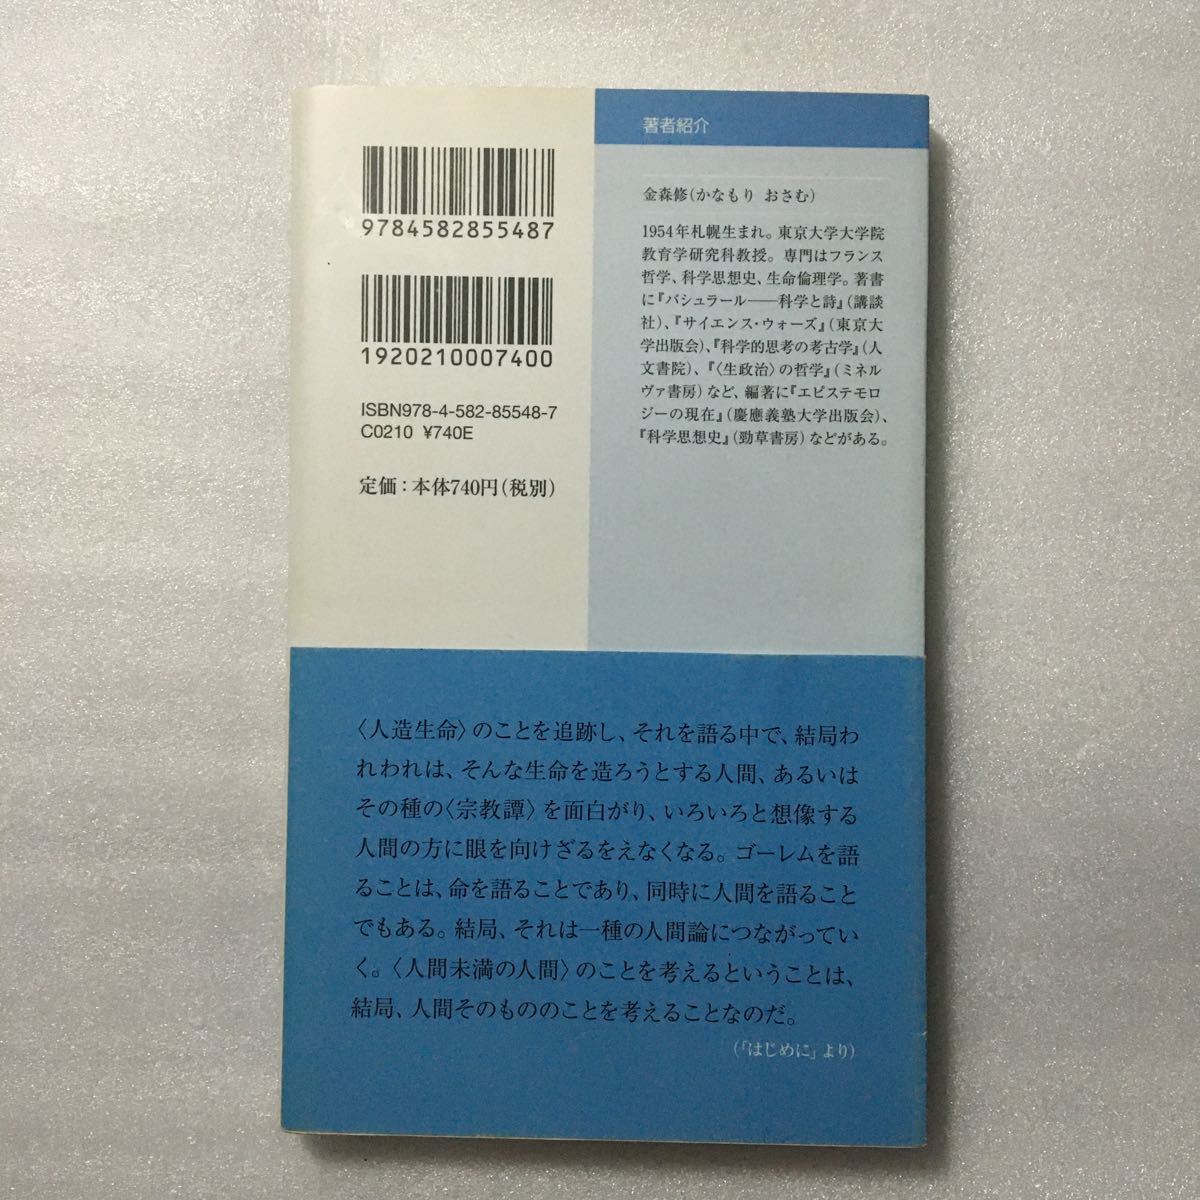 9784582855487
1920210007400
ISBN978-4-582-85548-7
C0210 ¥740E
定価：本体740円（税別）
著者紹介
金森修（かなもり おさむ）
1954年札幌生まれ。東京大学大学院
教育学研究科教授。専門はフランス
哲学、科学思想史、生命倫理学。著書
に『バシュラール——科学と詩』（講談
社）、『サイエンス・ウォーズ』（東京大
学出版会）、『科学的思考の考古学』（人
文書院）、『〈生政治〉の哲学』（ミネル
ヴァ書房）など、編著に『エピステモロ
ジーの現在』（慶應義塾大学出版会）、
『科学思想史』（勁草書房）などがある。
〈人造生命〉のことを追跡し、それを語る中で、結局わ
れわれは、そんな生命を造ろうとする人間、あるいは
その種の〈宗教譚〉を面白がり、いろいろと想像する
人間の方に眼を向けざるをえなくなる。ゴーレムを語
ることは、命を語ることであり、同時に人間を語ること
でもある。結局、それは一種の人間論につながってい
く。〈人間未満の人間〉のことを考えるということは、
結局、人間そのもののことを考えることなのだ。
（「はじめに」より）